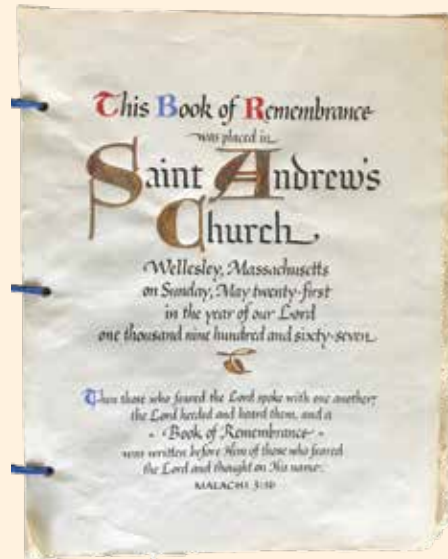 This Book of Remembrance
was placed in
Saint Andrew's
Church
Wellesley, Massachusetts
on Sunday, May twenty-first
in the year of our Lord
one thousand nine hundred and sixty-seven
Then those who feared the Lord spoke with one another;
the Lord heeded and heard them, and a
- Book of Remembrance -
was written before Him of those who feared
the Lord and thought on His name.
MALACHI 3:16